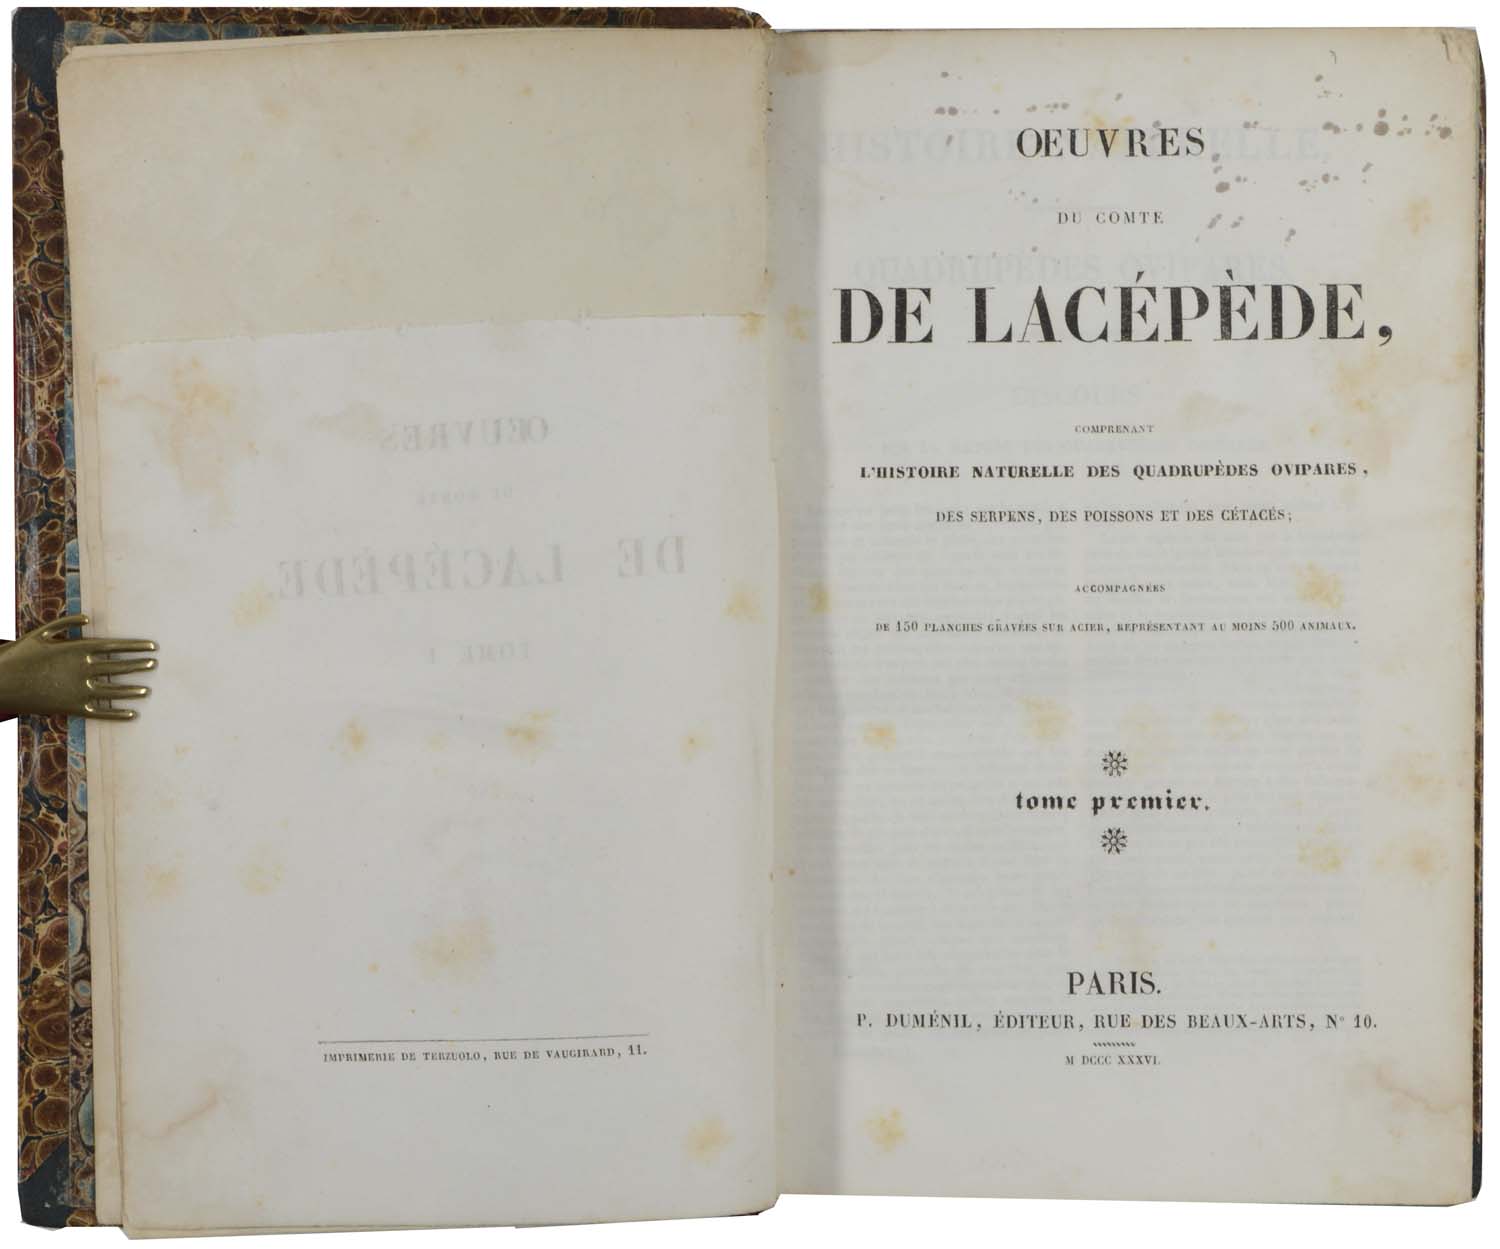 IMPRIMERIE DE TERZUOLO, RUE DE VAUGIRARD, 11.
OEUVRES
DU COMTE
DE LACÉPÈDE,
COMPRENANT
L'HISTOIRE NATURELLE DES QUADRUPÈDES OVIPARES,
DES SERPENS, DES POISSONS ET DES CÉTACÉS;
ACCOMPAGNÉES
DE 150 PLANCHES GRAVÉES SUR ACIER, REPRÉSENTANT AU MOINS 500 ANIMAUX.
tome premier.
PARIS.
P. DUMÉNIL, ÉDITEUR, RUE DES BEAUX-ARTS, N° 10.
M DCCC XXXVI.